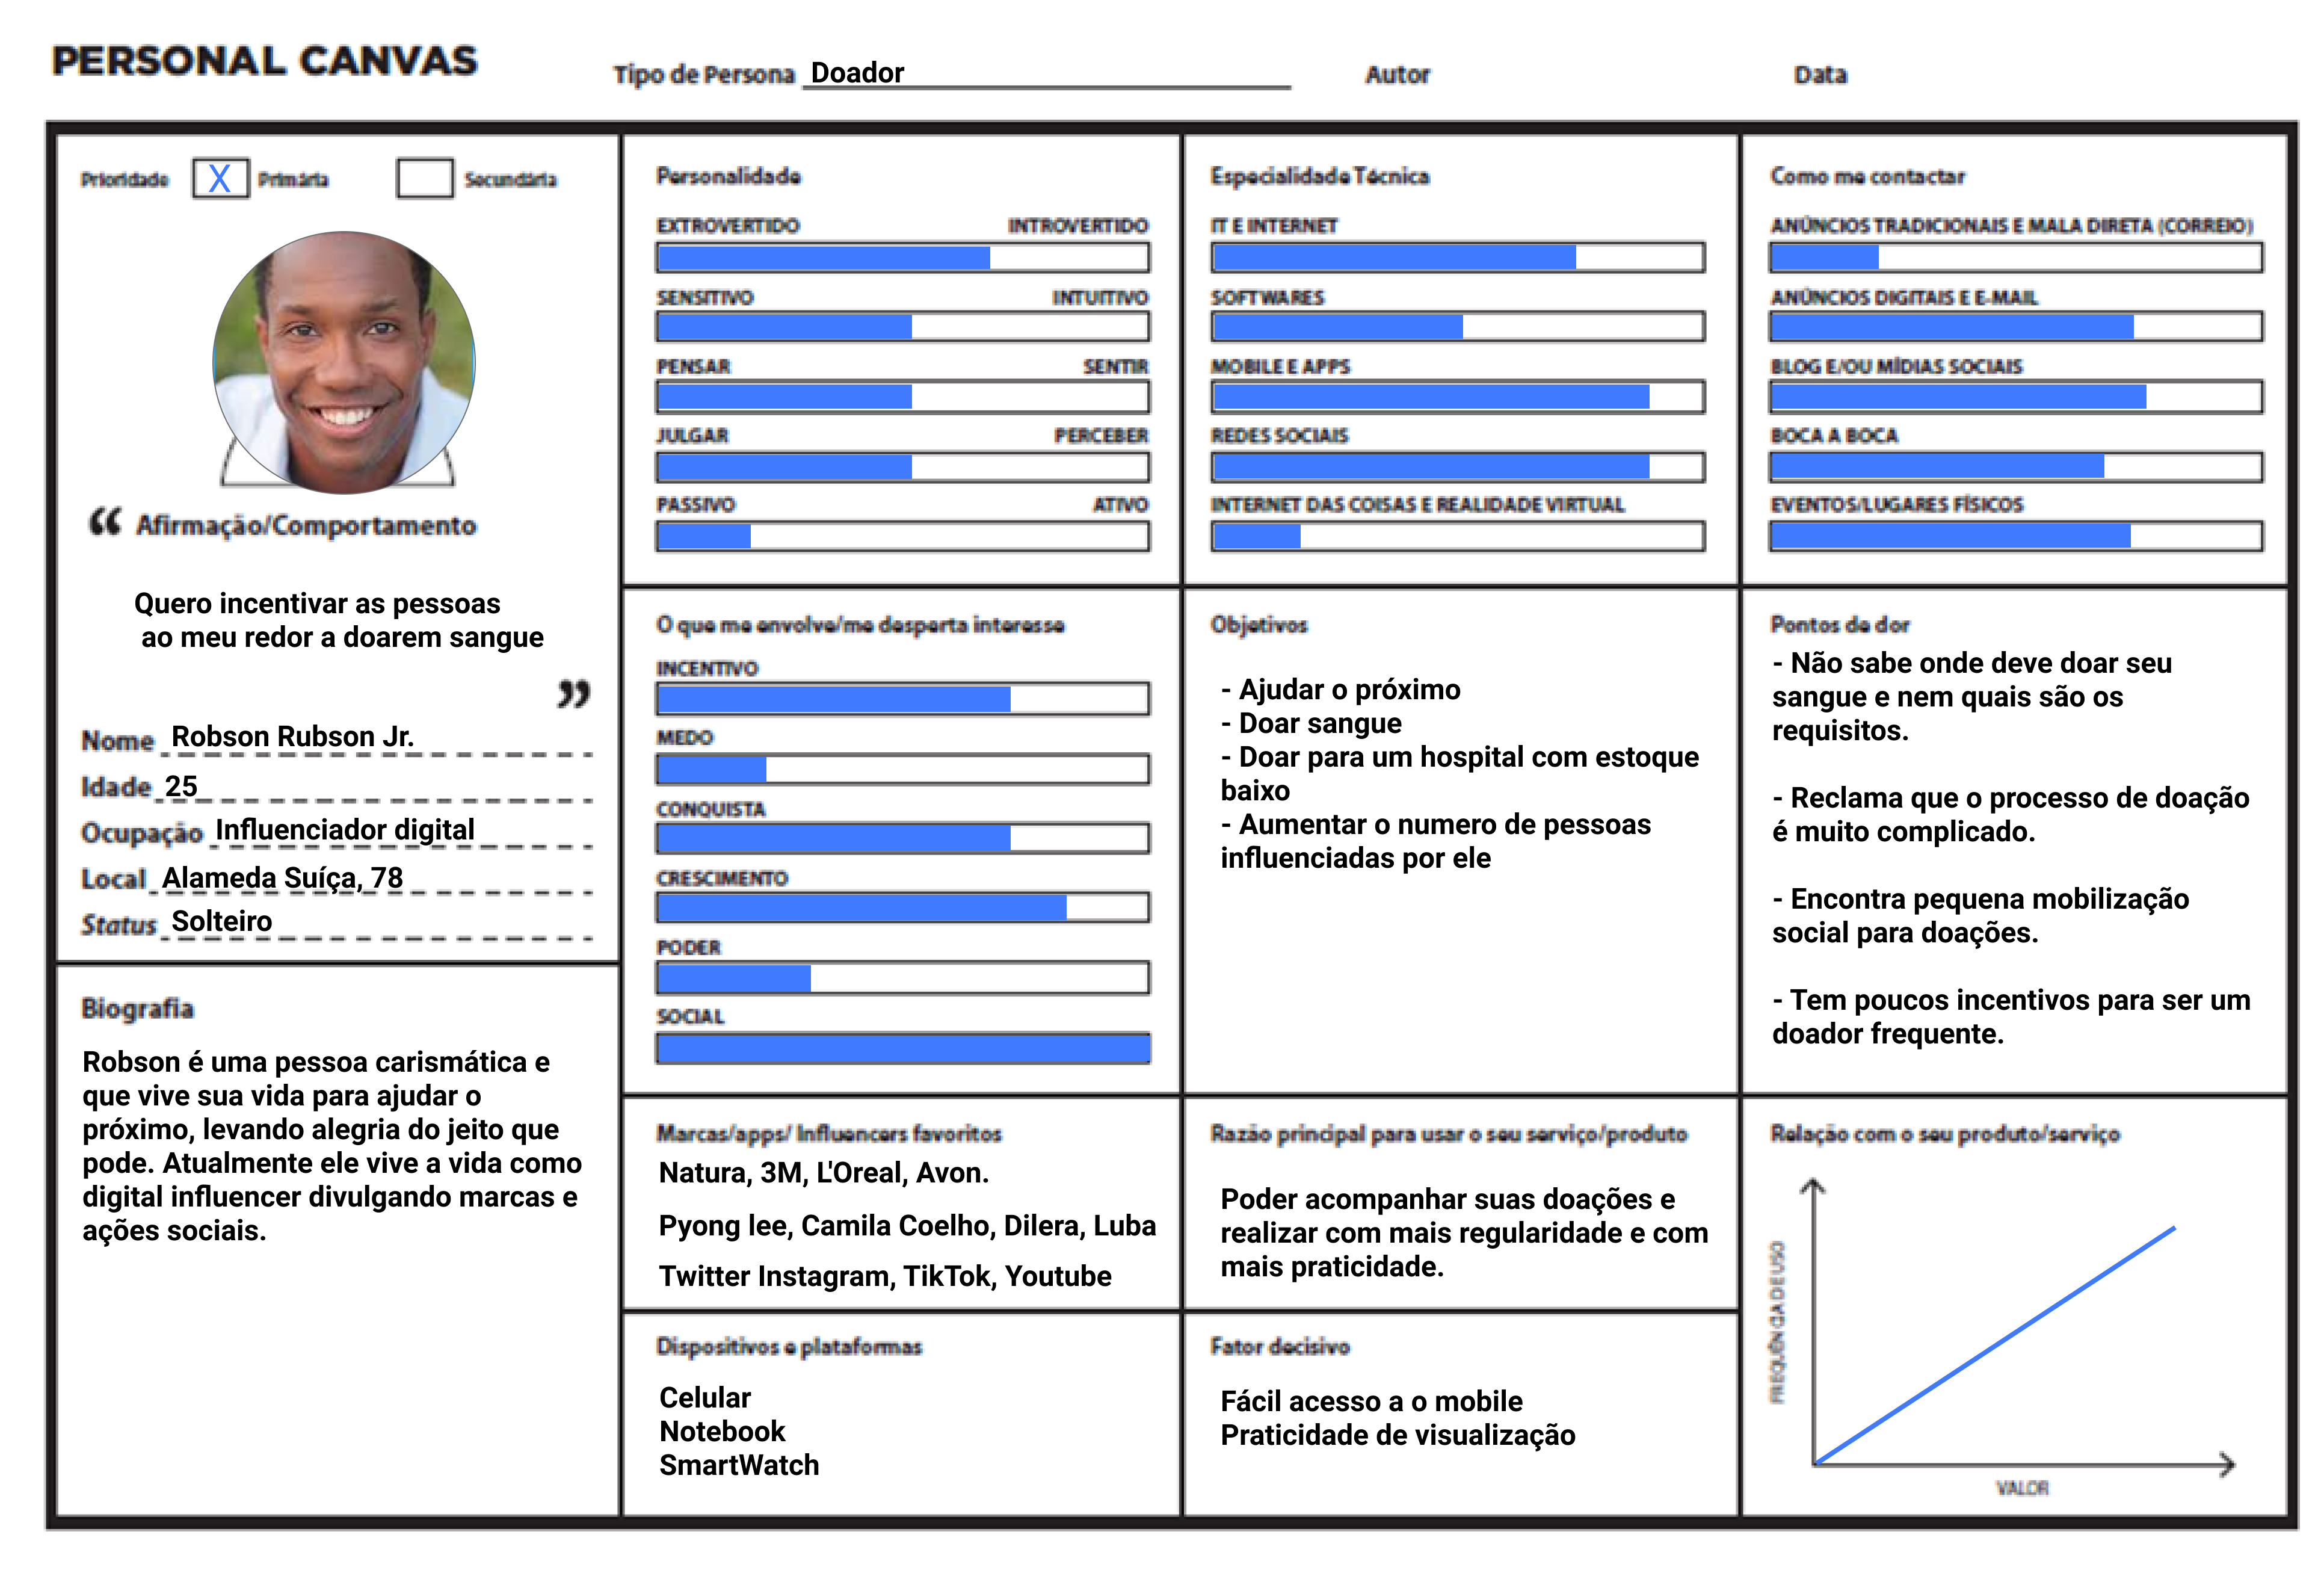 PERSONAL CANVAS
Tipo de Persona Doador
Autor
Data
Prioridade X Primária Secundária
“ Afirmação/Comportamento
Quero incentivar as pessoas
ao meu redor a doarem sangue
”
Nome Robson Rubson Jr.
Idade 25
Ocupação Influenciador digital
Local Alameda Suíça, 78
Status Solteiro
Biografia
Robson é uma pessoa carismática e
que vive sua vida para ajudar o
próximo, levando alegria do jeito que
pode. Atualmente ele vive a vida como
digital influencer divulgando marcas e
ações sociais.
Personalidade
EXTROVERTIDO INTROVERTIDO
SENSITIVO INTUITIVO
PENSAR SENTIR
JULGAR PERCEBER
PASSIVO ATIVO
Especialidade Técnica
IT E INTERNET
SOFTWARES
MOBILE E APPS
REDES SOCIAIS
INTERNET DAS COISAS E REALIDADE VIRTUAL
Como me contactar
ANÚNCIOS TRADICIONAIS E MALA DIRETA (CORREIO)
ANÚNCIOS DIGITAIS E E-MAIL
BLOG E/OU MÍDIAS SOCIAIS
BOCA A BOCA
EVENTOS/LUGARES FÍSICOS
O que me envolve/me desperta interesse
INCENTIVO
MEDO
CONQUISTA
CRESCIMENTO
PODER
SOCIAL
Objetivos
- Ajudar o próximo
- Doar sangue
- Doar para um hospital com estoque
baixo
- Aumentar o numero de pessoas
influenciadas por ele
Pontos de dor
- Não sabe onde deve doar seu
sangue e nem quais são os
requisitos.
- Reclama que o processo de doação
é muito complicado.
- Encontra pequena mobilização
social para doações.
- Tem poucos incentivos para ser um
doador frequente.
Marcas/apps/ Influencers favoritos
Natura, 3M, L'Oreal, Avon.
Pyong lee, Camila Coelho, Dilera, Luba
Twitter Instagram, TikTok, Youtube
Razão principal para usar o seu serviço/produto
Poder acompanhar suas doações e
realizar com mais regularidade e com
mais praticidade.
Relação com o seu produto/serviço
FREQUÊNCIA DE USO
VALOR
Dispositivos e plataformas
Celular
Notebook
SmartWatch
Fator decisivo
Fácil acesso a o mobile
Praticidade de visualização